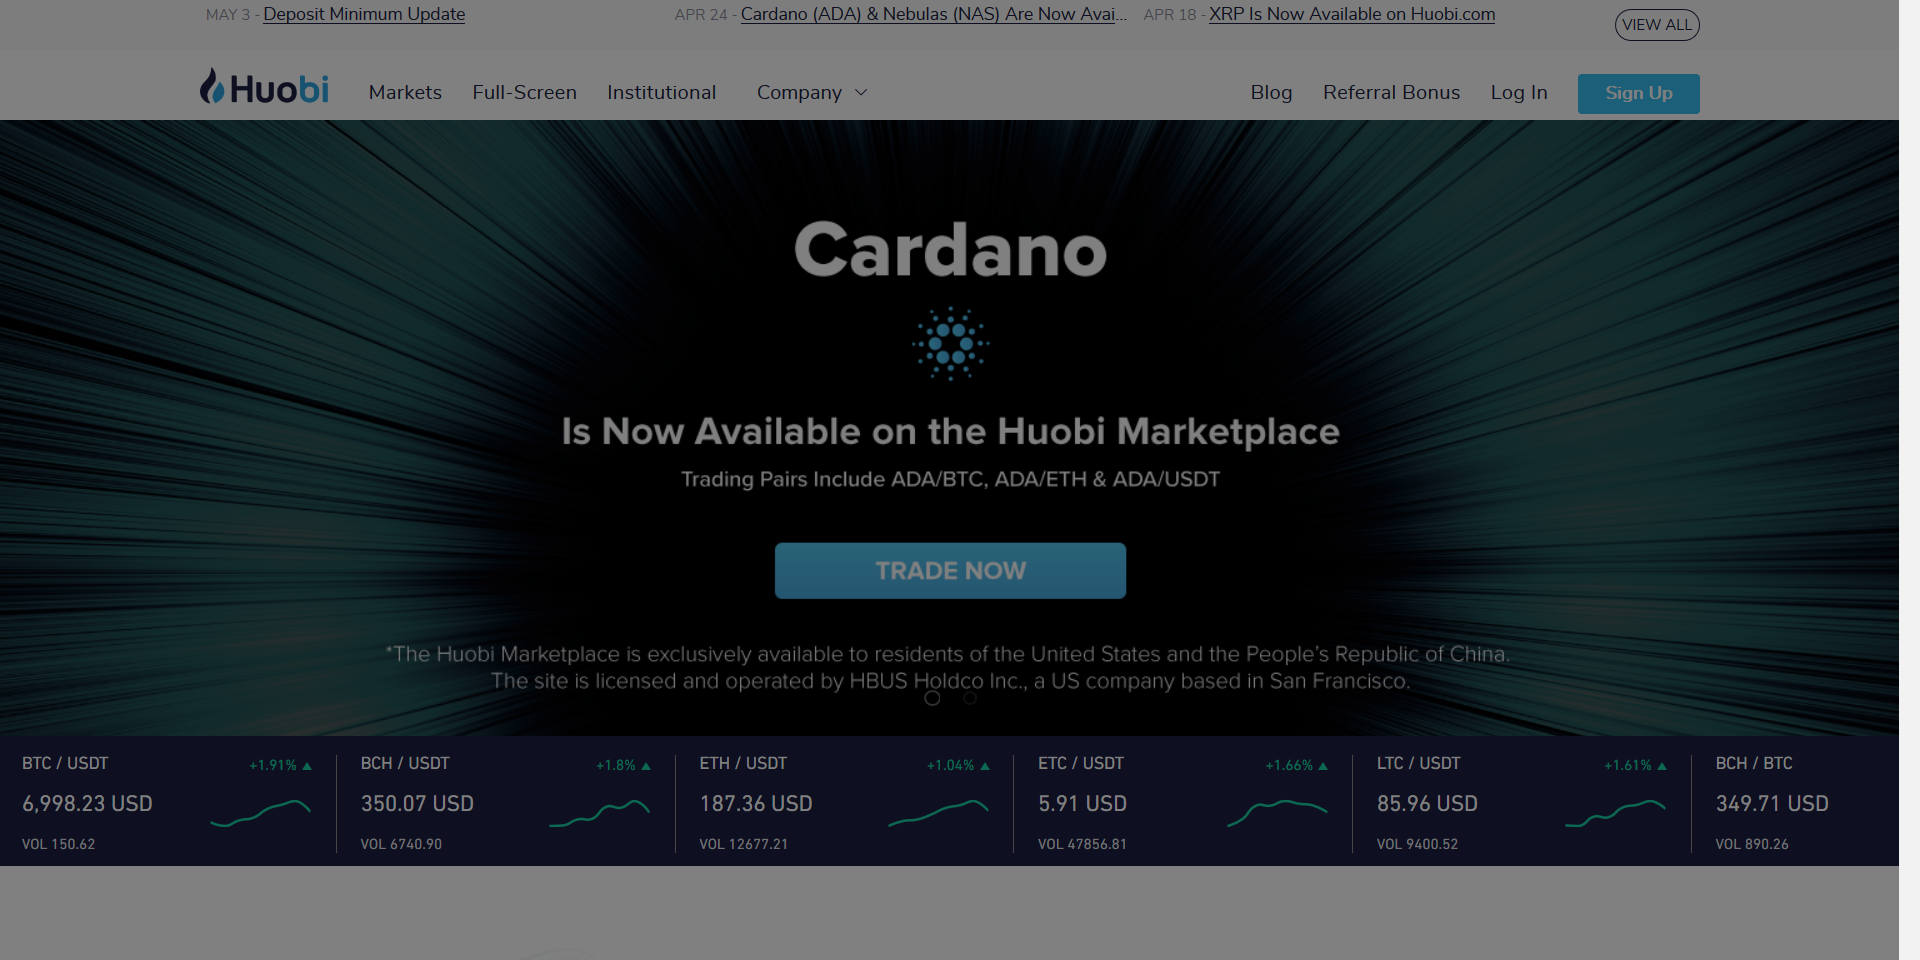 MAY 3 - Deposit Minimum Update
APR 24 - Cardano (ADA) & Nebulas (NAS) Are Now Avai...
APR 18 - XRP Is Now Available on Huobi.com
VIEW ALL
Huobi
Markets
Full-Screen
Institutional
Company
Blog
Referral Bonus
Log In
Sign Up
Cardano
Is Now Available on the Huobi Marketplace
Trading Pairs Include ADA/BTC, ADA/ETH & ADA/USDT
TRADE NOW
*The Huobi Marketplace is exclusively available to residents of the United States and the People's Republic of China.
The site is licensed and operated by HBUS Holdco Inc., a US company based in San Francisco.
BTC / USDT
+1.91%
6,998.23 USD
VOL 150.62
BCH / USDT
+1.8%
350.07 USD
VOL 6740.90
ETH / USDT
+1.04%
187.36 USD
VOL 12677.21
ETC / USDT
+1.66%
5.91 USD
VOL 47856.81
LTC / USDT
+1.61%
85.96 USD
VOL 9400.52
BCH / BTC
349.71 USD
VOL 890.26